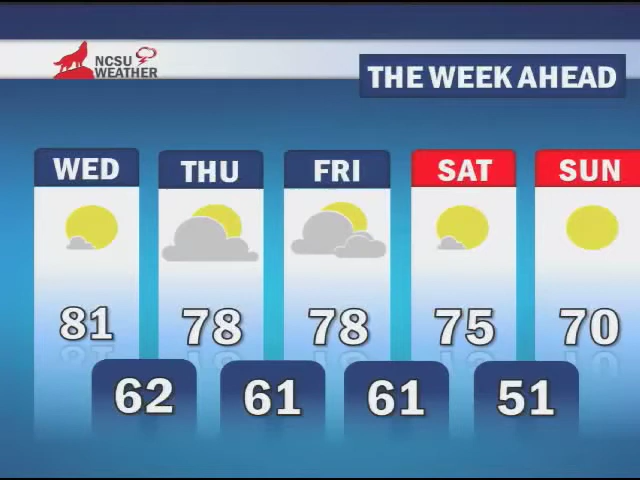 NCSU
WEATHER
THE WEEK AHEAD
WED THU FRI SAT SUN
81 78 78 75 70
62 61 61 51